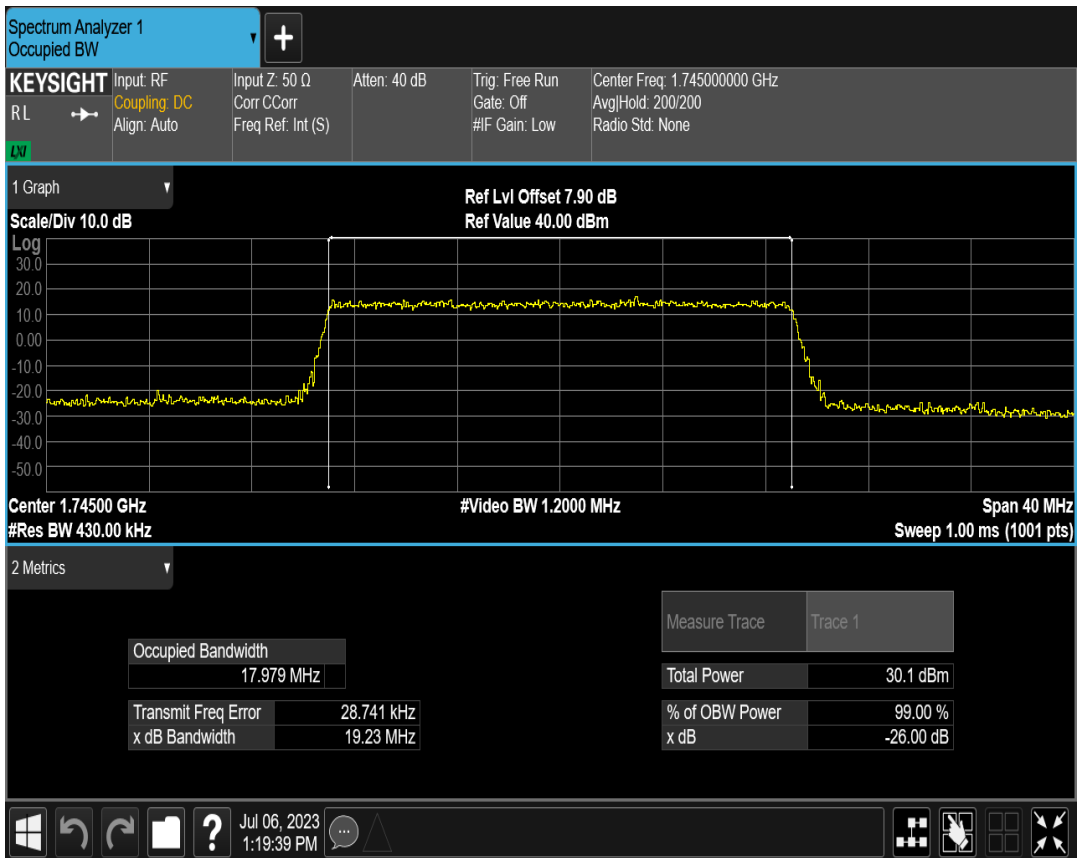 Spectrum Analyzer 1
Occupied BW
KEYSIGHT
RL
LXI
Input: RF
Coupling: DC
Align: Auto
Input Z: 50 Ω
Corr CCorr
Freq Ref: Int (S)
Atten: 40 dB
Trig: Free Run
Gate: Off
#IF Gain: Low
Center Freq: 1.745000000 GHz
Avg|Hold: 200/200
Radio Std: None
1 Graph
Ref Lvl Offset 7.90 dB
Scale/Div 10.0 dB
Ref Value 40.00 dBm
Log
30.0
20.0
10.0
0.00
-10.0
-20.0
-30.0
-40.0
-50.0
Center 1.74500 GHz
#Video BW 1.2000 MHz
Span 40 MHz
#Res BW 430.00 kHz
Sweep 1.00 ms (1001 pts)
2 Metrics
Measure Trace
Trace 1
Occupied Bandwidth
17.979 MHz
Total Power
30.1 dBm
Transmit Freq Error
28.741 kHz
% of OBW Power
99.00 %
x dB Bandwidth
19.23 MHz
x dB
-26.00 dB
?
Jul 06, 2023
1:19:39 PM